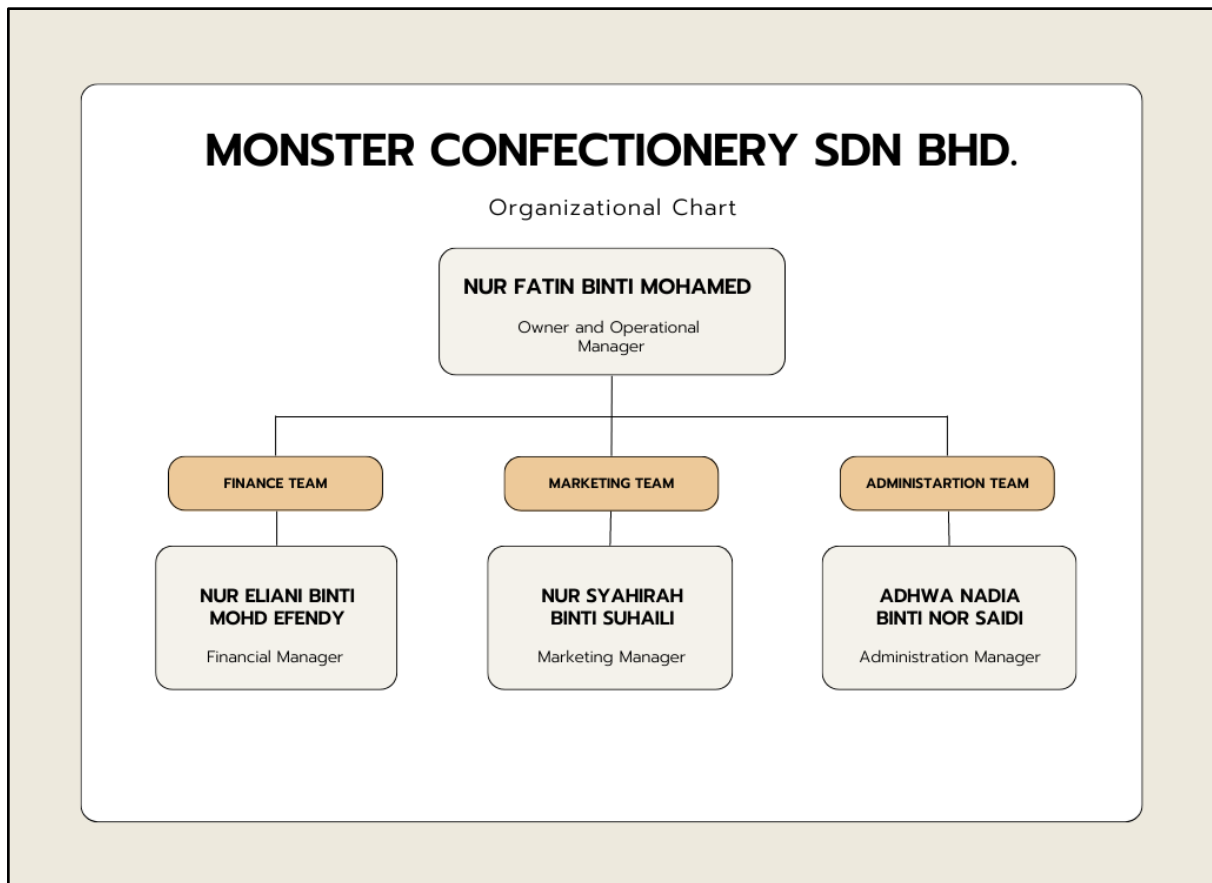 MONSTER CONFECTIONERY SDN BHD.
Organizational Chart
NUR FATIN BINTI MOHAMED
Owner and Operational
Manager
FINANCE TEAM
MARKETING TEAM
ADMINISTARTION TEAM
NUR ELIANI BINTI
MOHD EFENDY
Financial Manager
NUR SYAHIRAH
BINTI SUHAILI
Marketing Manager
ADHWA NADIA
BINTI NOR SAIDI
Administration Manager